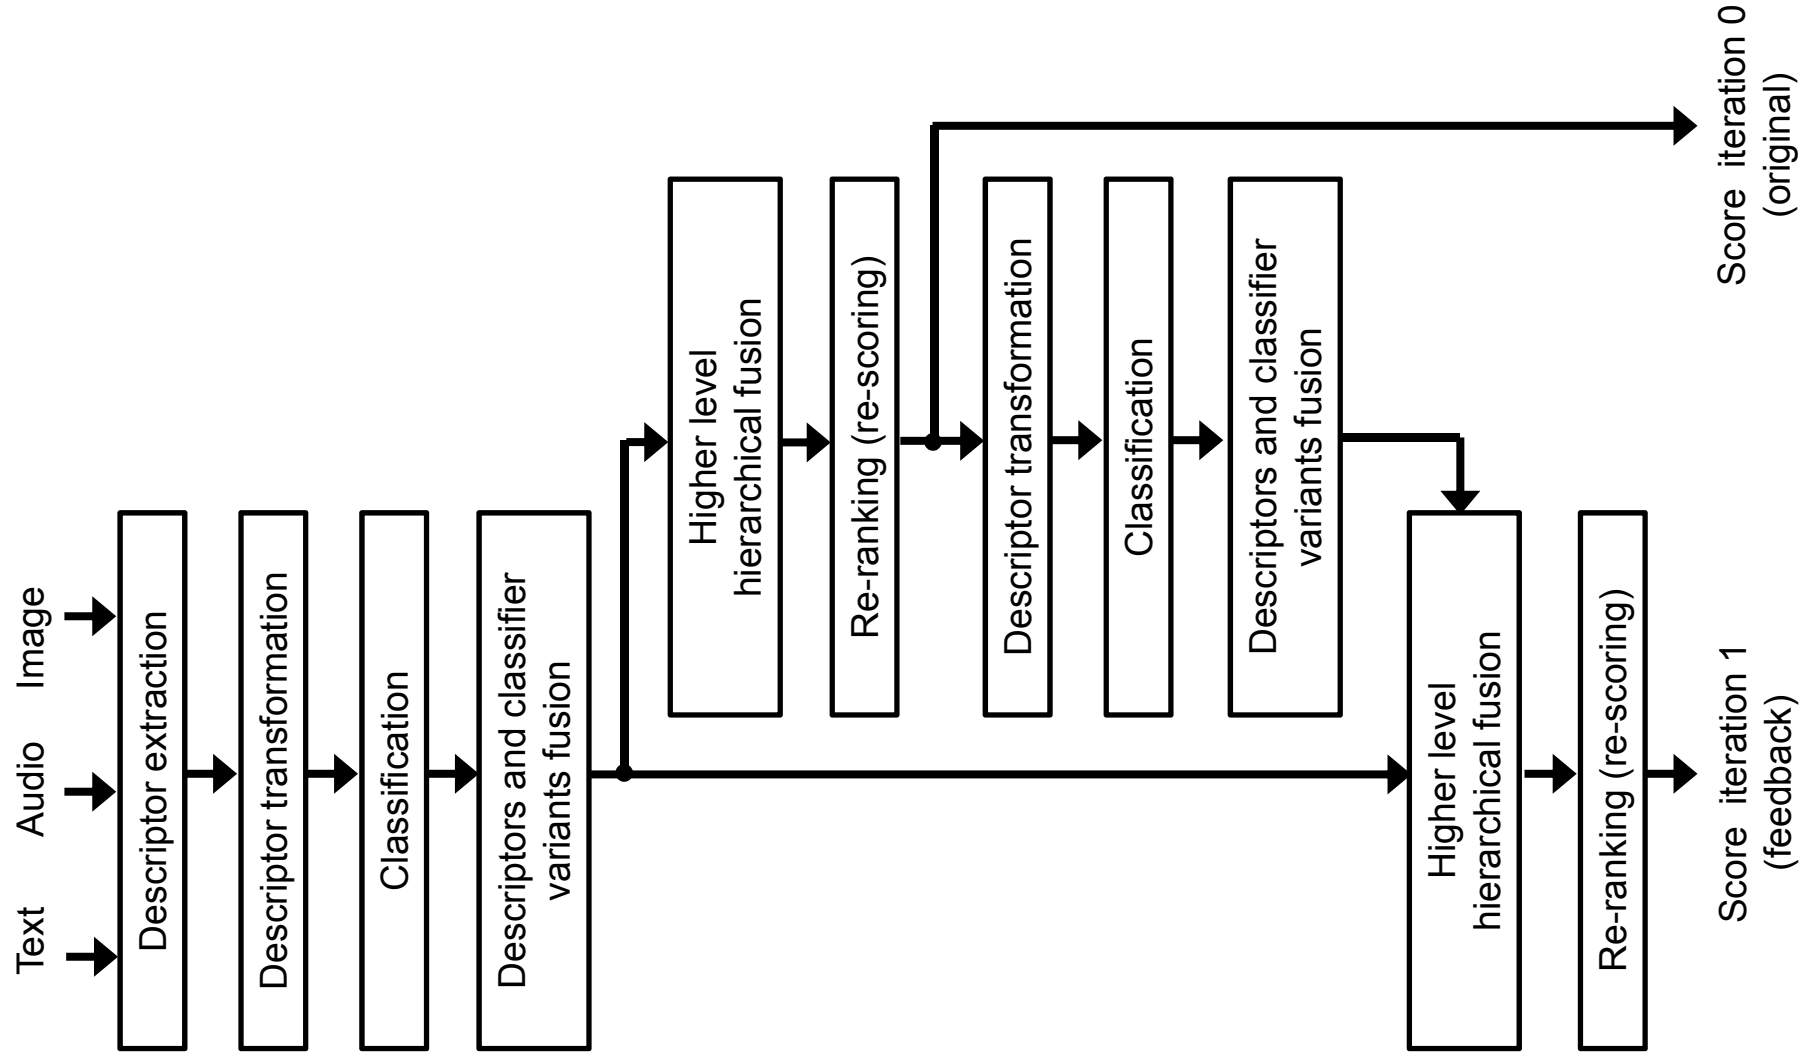 Text
Audio
Image
Descriptor extraction
Descriptor transformation
Classification
Descriptors and classifier
variants fusion
Higher level
hierarchical fusion
Re-ranking (re-scoring)
Descriptor transformation
Classification
Descriptors and classifier
variants fusion
Higher level
hierarchical fusion
Re-ranking (re-scoring)
Score iteration 1
(feedback)
Score iteration 0
(original)